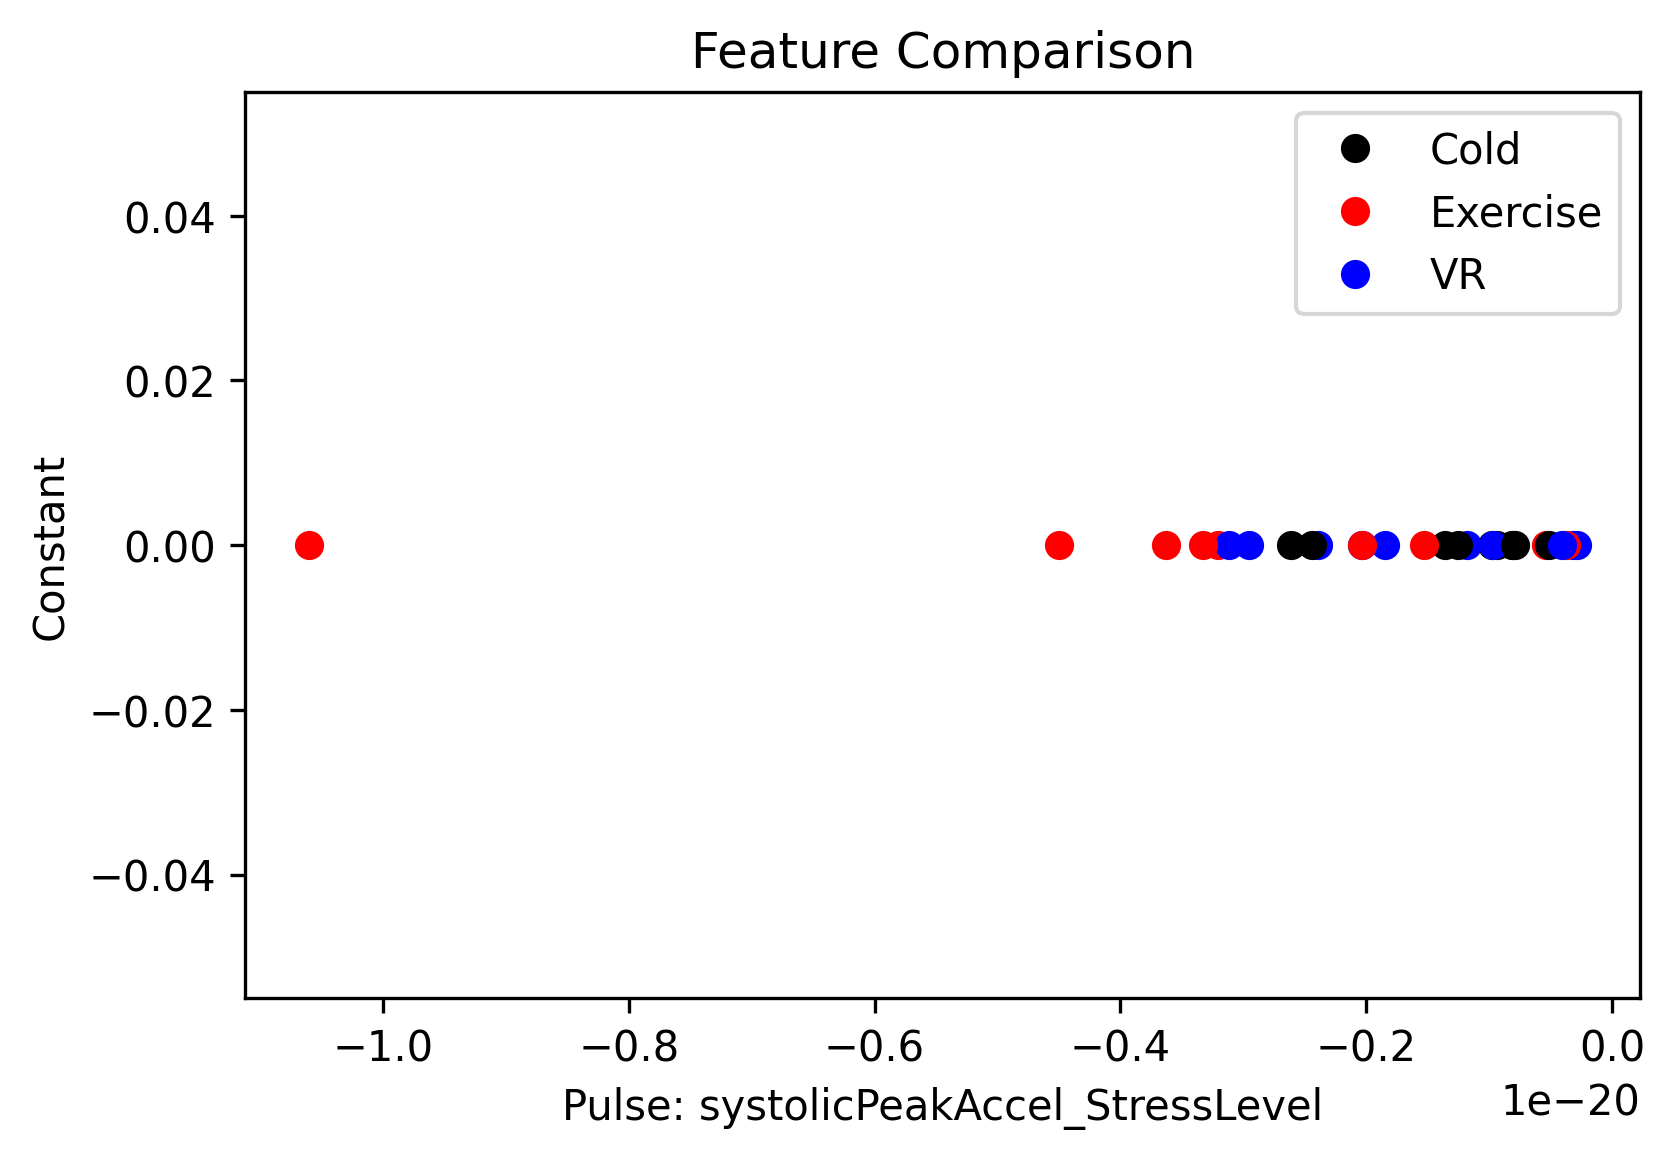 Feature Comparison
Cold
Exercise
VR
0.04
0.02
0.00
−0.02
−0.04
Constant
−1.0 −0.8 −0.6 −0.4 −0.2 0.0
1e−20
Pulse: systolicPeakAccel_StressLevel